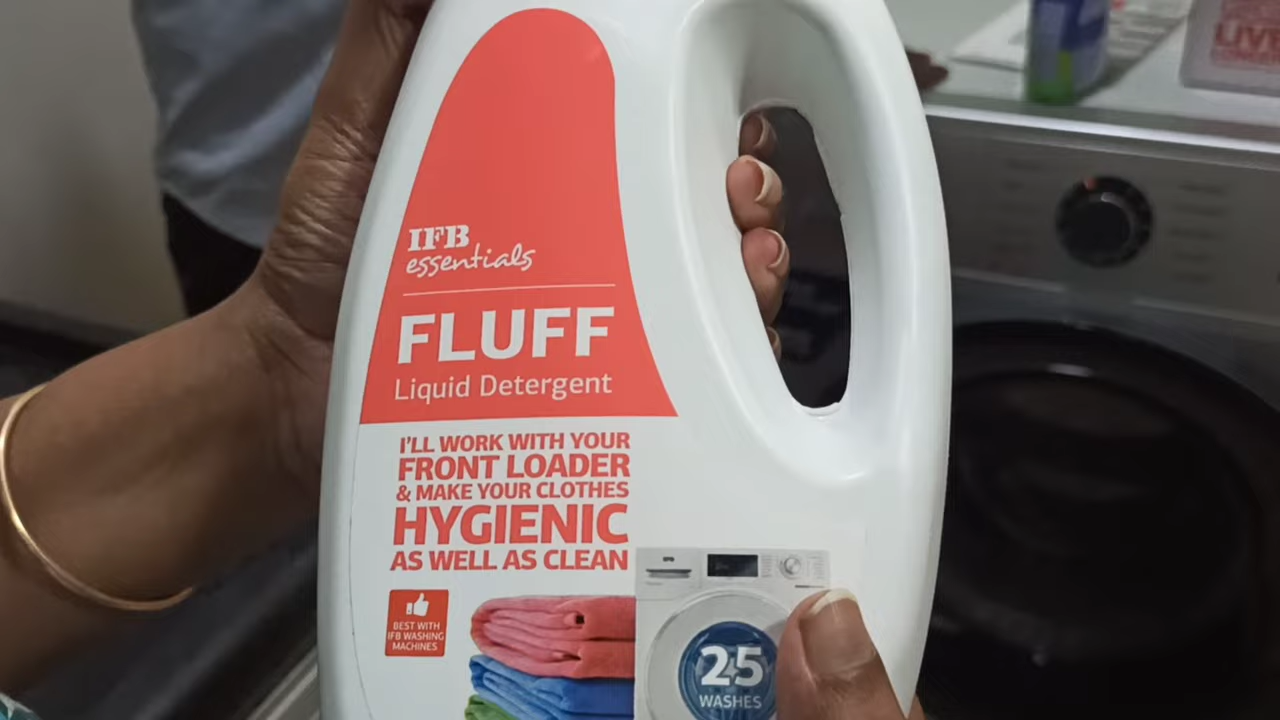 IFB
essentials
FLUFF
Liquid Detergent
I'LL WORK WITH YOUR
FRONT LOADER
& MAKE YOUR CLOTHES
HYGIENIC
AS WELL AS CLEAN
BEST WITH
IFB WASHING
MACHINES
25
WASHES